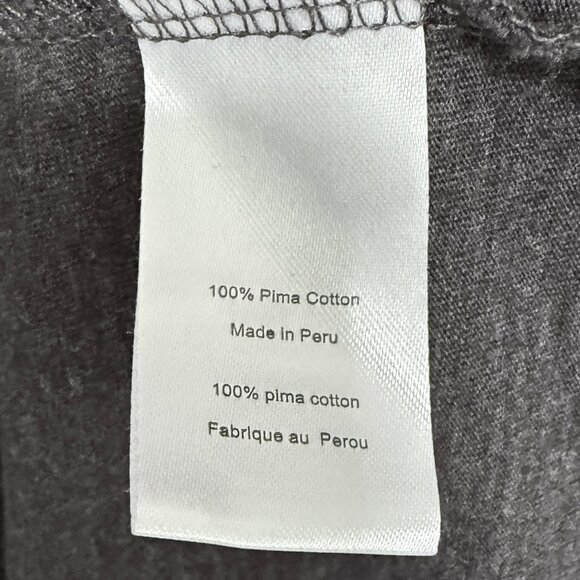 100% Pima Cotton
Made in Peru
100% pima cotton
Fabrique au Perou